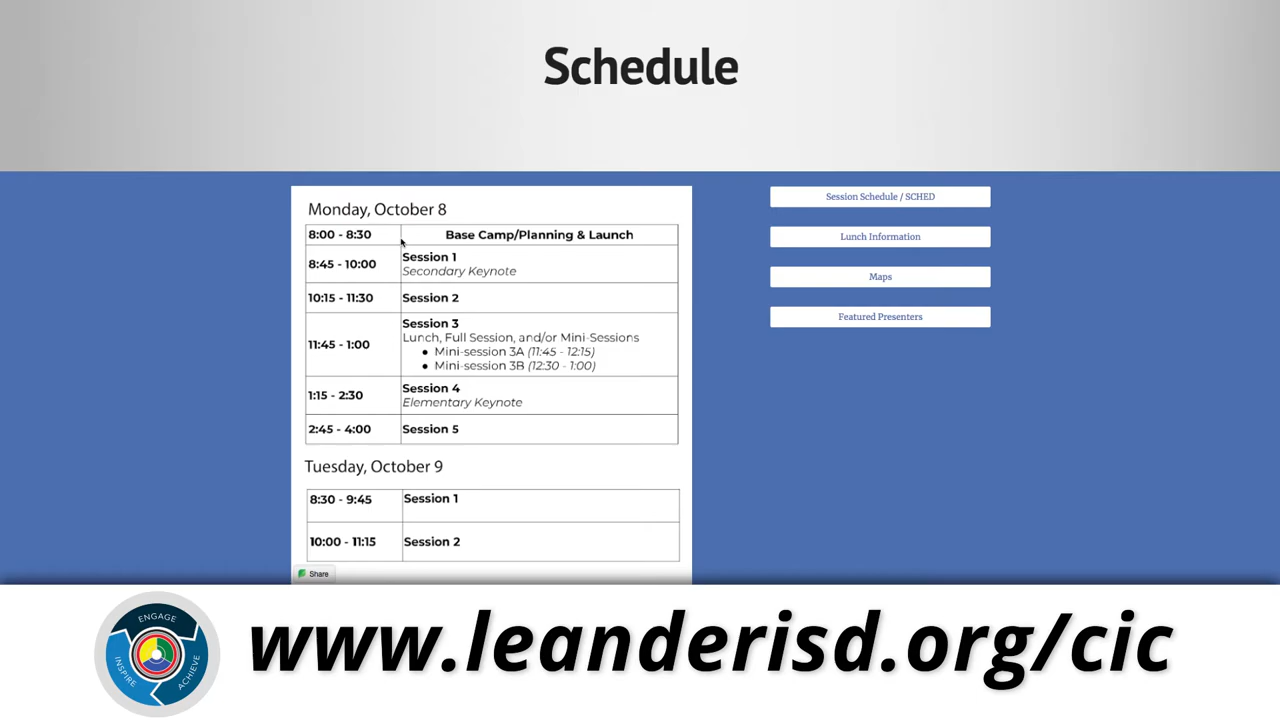 Schedule
Monday, October 8
8:00 - 8:30 Base Camp/Planning & Launch
8:45 - 10:00 Session 1
Secondary Keynote
10:15 - 11:30 Session 2
11:45 - 1:00 Session 3
Lunch, Full Session, and/or Mini-Sessions
● Mini-session 3A (11:45 - 12:15)
● Mini-session 3B (12:30 - 1:00)
1:15 - 2:30 Session 4
Elementary Keynote
2:45 - 4:00 Session 5
Tuesday, October 9
8:30 - 9:45 Session 1
10:00 - 11:15 Session 2
Share
Session Schedule / SCHED
Lunch Information
Maps
Featured Presenters
ENGAGE
INSPIRE
ACHIEVE
www.leanderisd.org/cic